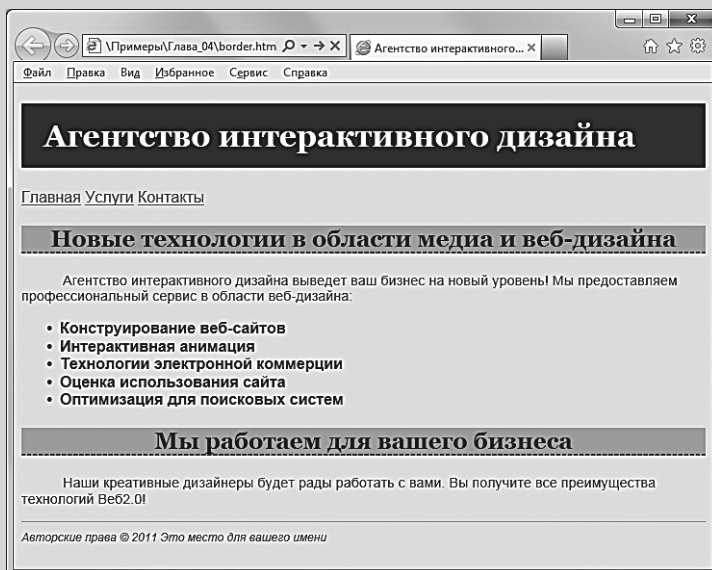 \Примеры\Глава_04\border.htm
Агентство интерактивного...
Файл Правка Вид Избранное Сервис Справка
Агентство интерактивного дизайна
Главная Услуги Контакты
Новые технологии в области медиа и веб-дизайна
Агентство интерактивного дизайна выведет ваш бизнес на новый уровень! Мы предоставляем
профессиональный сервис в области веб-дизайна:
• Конструирование веб-сайтов
• Интерактивная анимация
• Технологии электронной коммерции
• Оценка использования сайта
• Оптимизация для поисковых систем
Мы работаем для вашего бизнеса
Наши креативные дизайнеры будет рады работать с вами. Вы получите все преимущества
технологий Веб2.0!
Авторские права © 2011 Это место для вашего имени